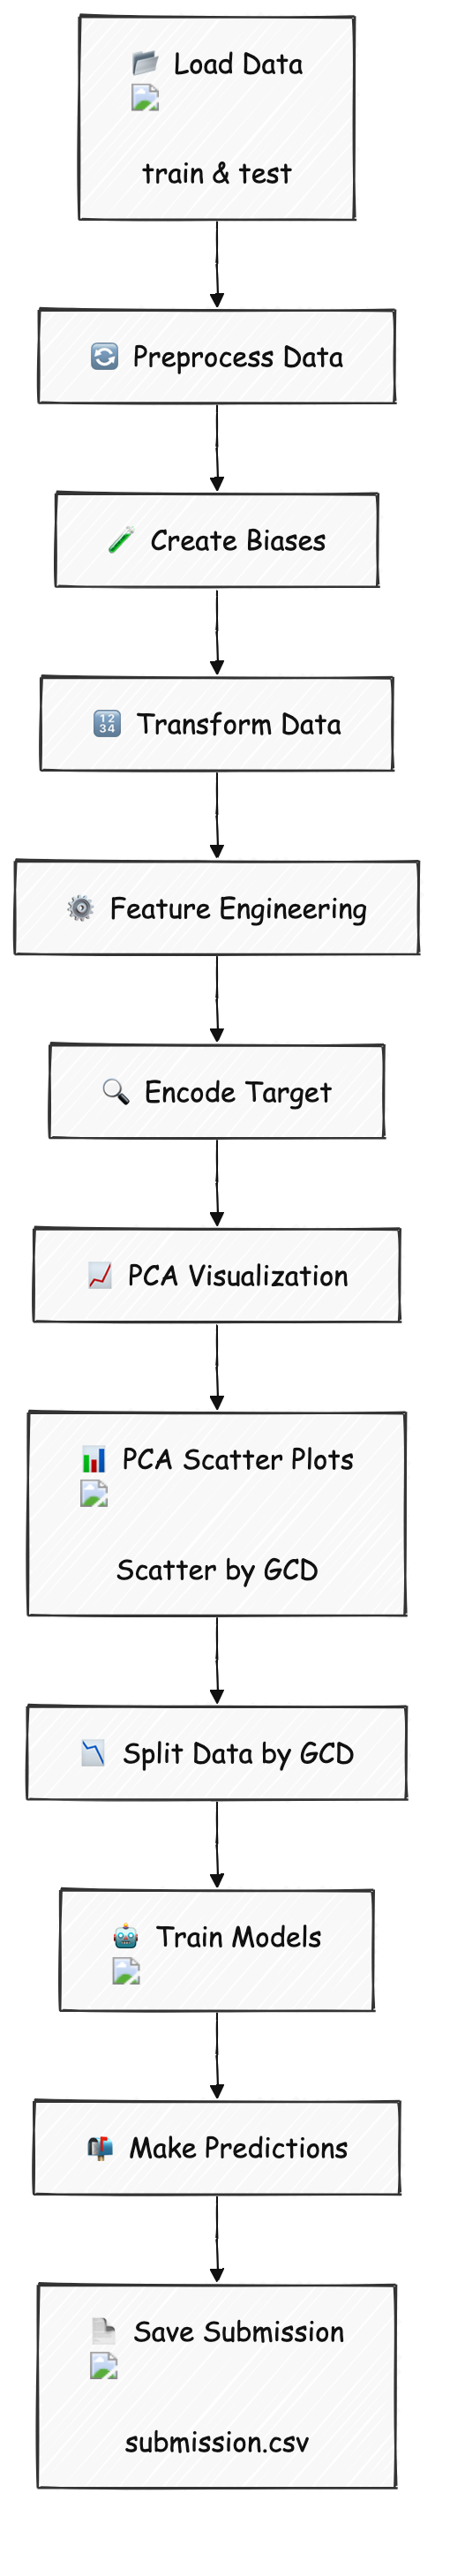 Load Data
train & test
Preprocess Data
Create Biases
Transform Data
Feature Engineering
Encode Target
PCA Visualization
PCA Scatter Plots
Scatter by GCD
Split Data by GCD
Train Models
Make Predictions
Save Submission
submission.csv